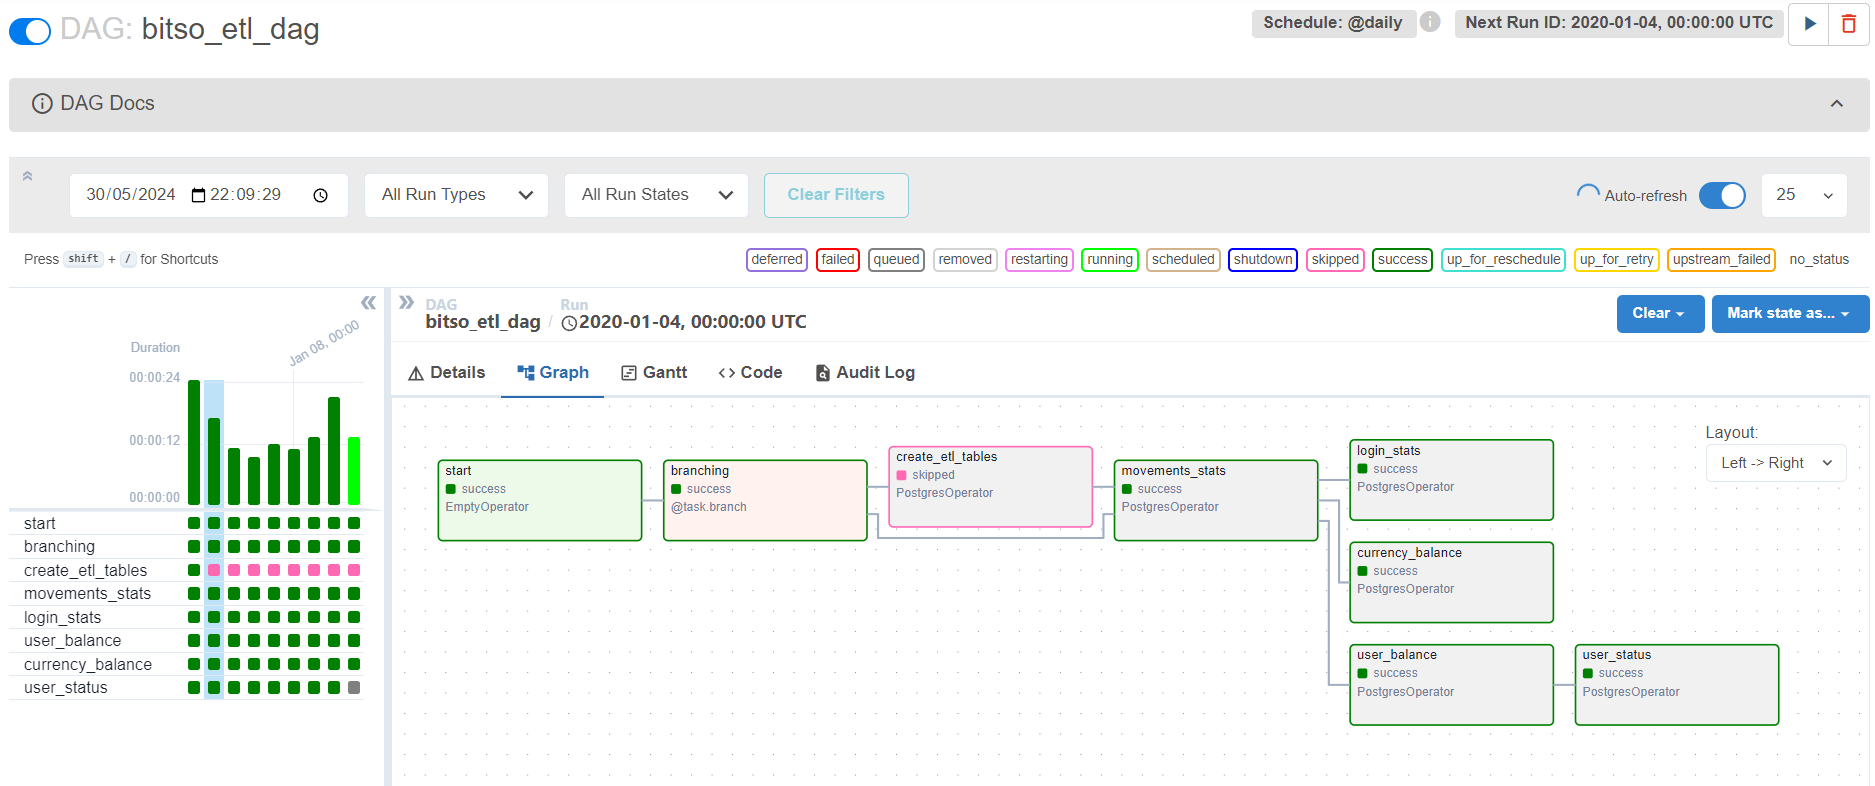 DAG: bitso_etl_dag
Schedule: @daily
Next Run ID: 2020-01-04, 00:00:00 UTC
DAG Docs
30/05/2024 22:09:29
All Run Types
All Run States
Clear Filters
Auto-refresh
25
Press shift + / for Shortcuts
deferred failed queued removed restarting running scheduled shutdown skipped success up_for_reschedule up_for_retry upstream_failed no_status
DAG
bitso_etl_dag
/
Run
2020-01-04, 00:00:00 UTC
Clear
Mark state as...
Duration
Jan 08, 00:00
00:00:24
00:00:12
00:00:00
start
branching
create_etl_tables
movements_stats
login_stats
user_balance
currency_balance
user_status
Details
Graph
Gantt
Code
Audit Log
Layout:
Left -> Right
start
success
EmptyOperator
branching
success
@task.branch
create_etl_tables
skipped
PostgresOperator
movements_stats
success
PostgresOperator
login_stats
success
PostgresOperator
currency_balance
success
PostgresOperator
user_balance
success
PostgresOperator
user_status
success
PostgresOperator